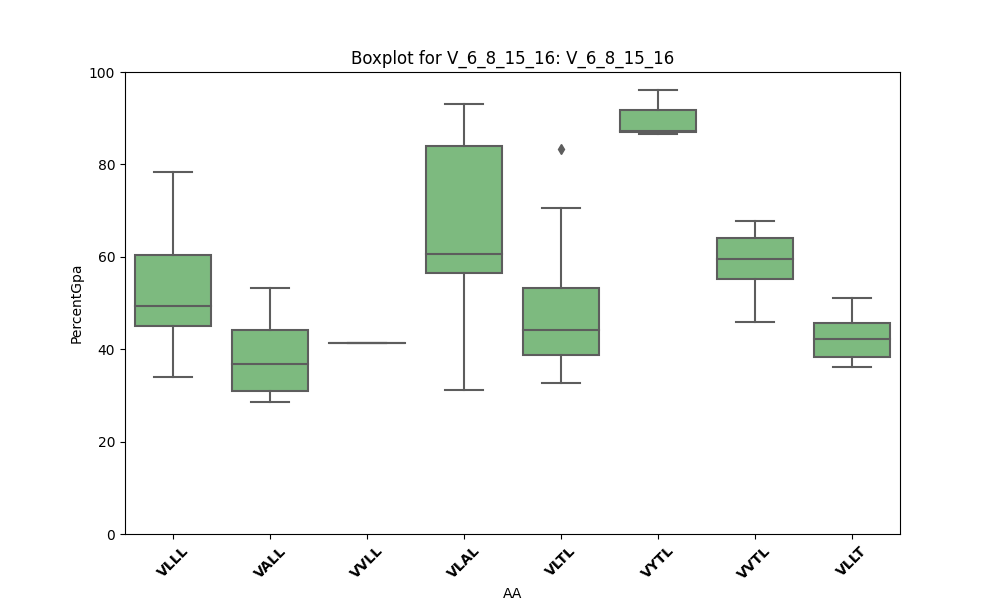 Boxplot for V_6_8_15_16: V_6_8_15_16
100
80
60
40
20
0
PercentGpa
VLLL
VALL
VVLL
VLAL
VLTL
VYTL
VVTL
VLLT
AA